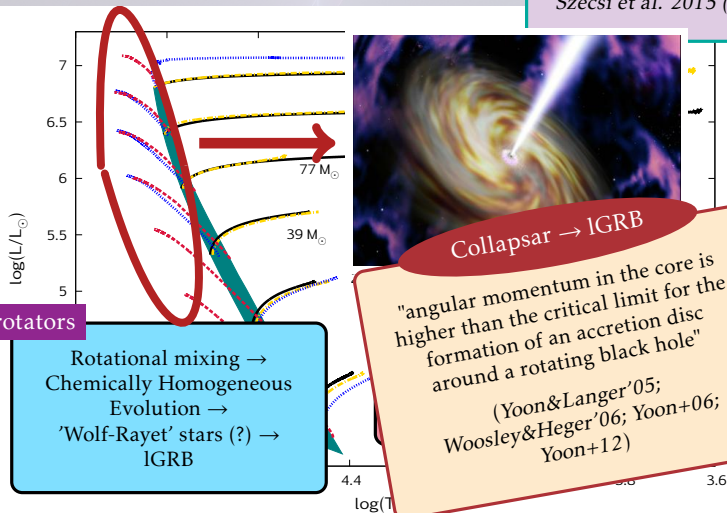 Szécsi et al. 2015 (
7
6.5
6
5.5
5
log(L/L⊙)
77 M⊙
39 M⊙
rotators
Rotational mixing →
Chemically Homogeneous
Evolution →
'Wolf-Rayet' stars (?) →
lGRB
Collapsar → lGRB
"angular momentum in the core is
higher than the critical limit for the
formation of an accretion disc
around a rotating black hole"
(Yoon&Langer'05;
Woosley&Heger'06; Yoon+06;
Yoon+12)
4.4
3.6
log(T